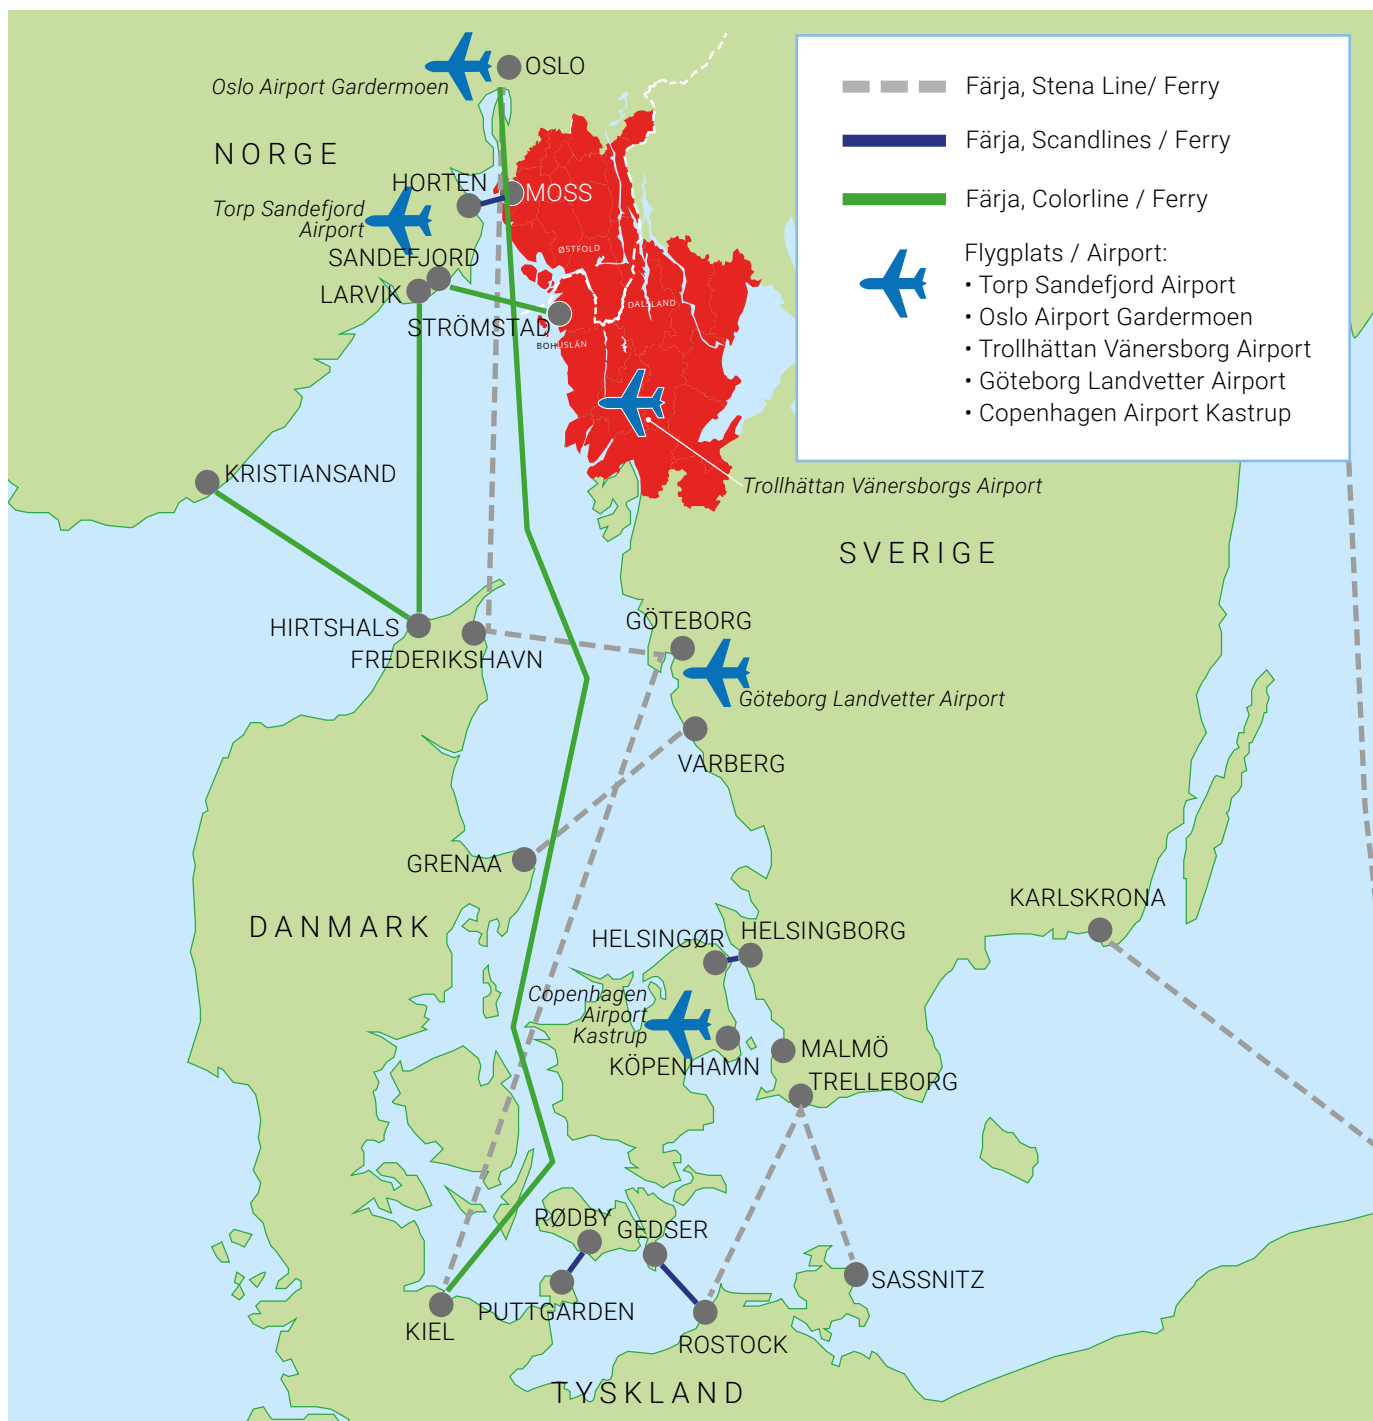 OSLO
Oslo Airport Gardermoen
NORGE
HORTEN
MOSS
Torp Sandefjord
Airport
SANDEFJORD
LARVIK
STRÖMSTAD
ØSTFOLD
DALSLAND
BOHUSLÄN
Färja, Stena Line/ Ferry
Färja, Scandlines / Ferry
Färja, Colorline / Ferry
Flygplats / Airport:
• Torp Sandefjord Airport
• Oslo Airport Gardermoen
• Trollhättan Vänersborg Airport
• Göteborg Landvetter Airport
• Copenhagen Airport Kastrup
KRISTIANSAND
Trollhättan Vänersborgs Airport
SVERIGE
HIRTSHALS
FREDERIKSHAVN
GÖTEBORG
Göteborg Landvetter Airport
VARBERG
GRENAA
KARLSKRONA
DANMARK
HELSINGØR
HELSINGBORG
Copenhagen
Airport
Kastrup
KÖPENHAMN
MALMÖ
TRELLEBORG
RØDBY
GEDSER
SASSNITZ
PUTTGARDEN
KIEL
ROSTOCK
TYSKLAND